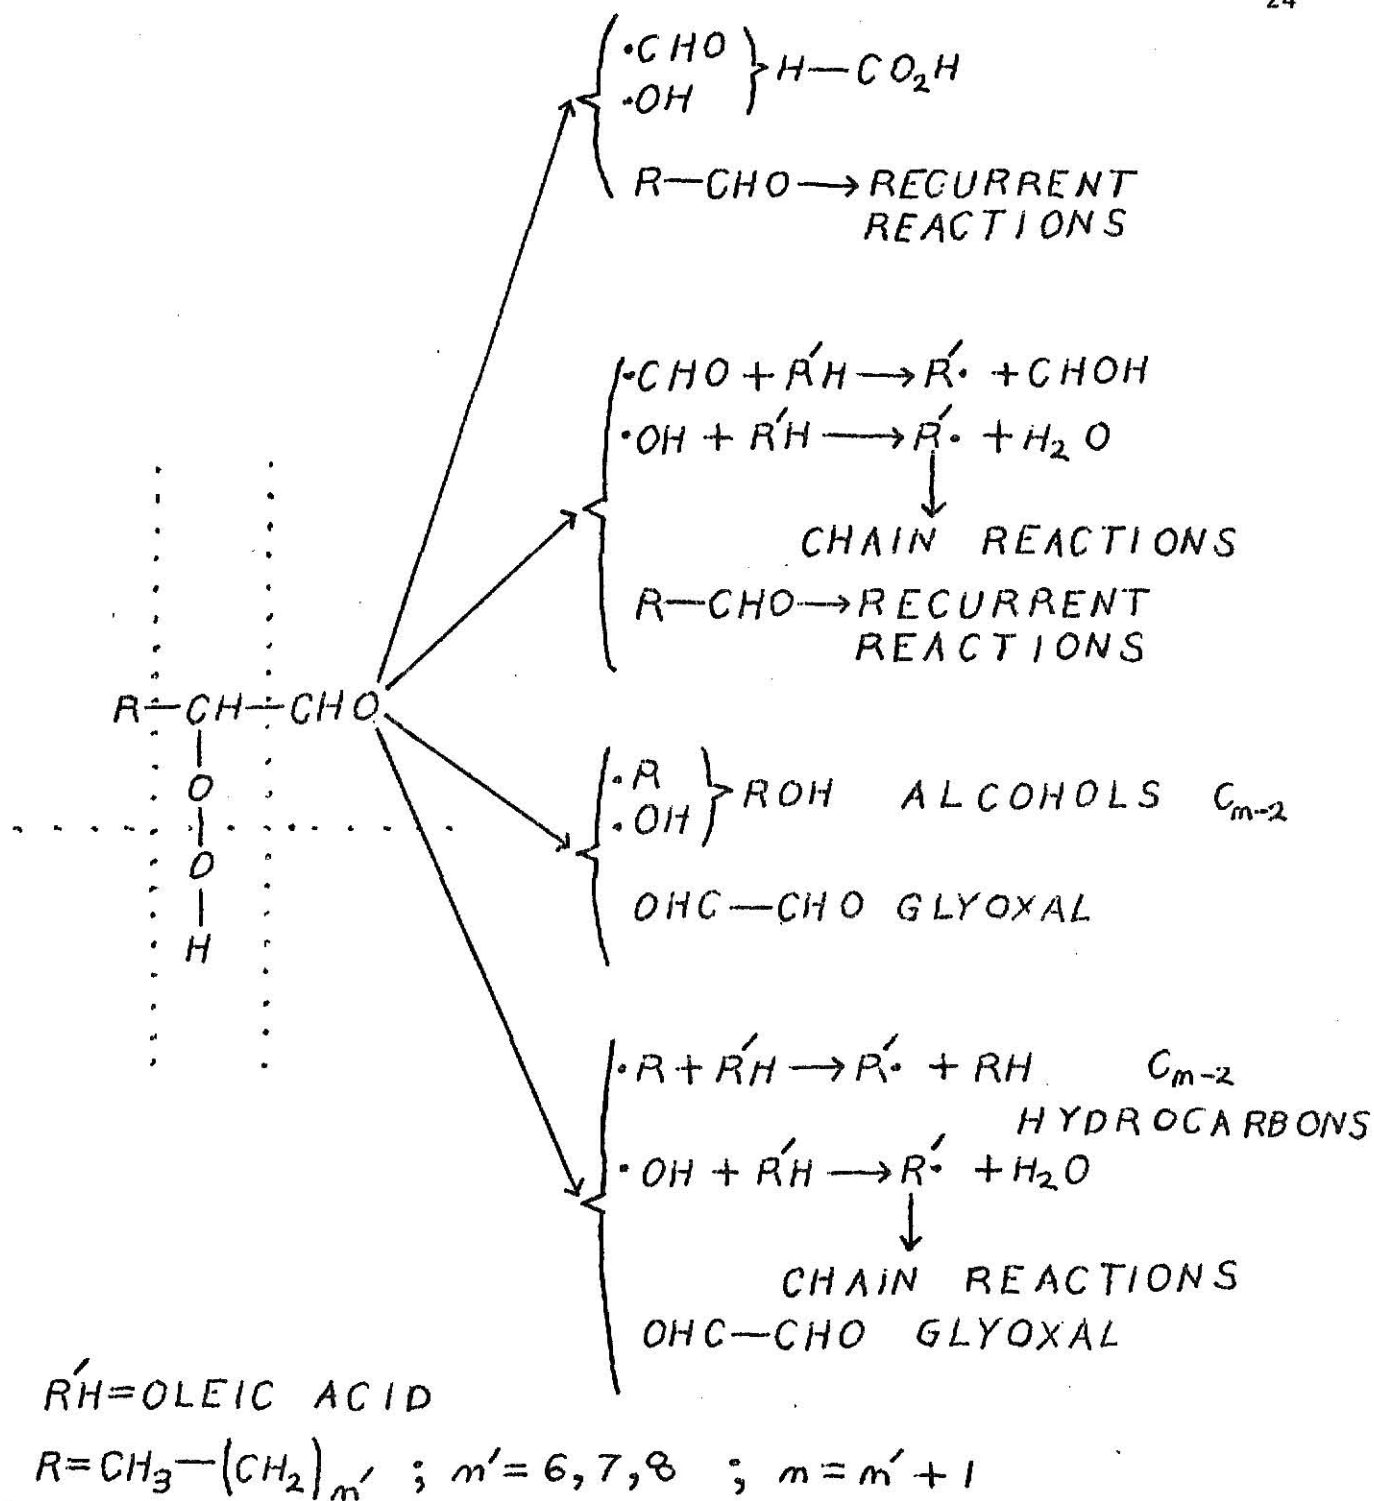 24
·CHO
·OH
H—CO₂H
R—CHO→RECURRENT
REACTIONS
·CHO + R´H → R´· + CHOH
·OH + R´H → R´· + H₂O
↓
CHAIN REACTIONS
R—CHO→RECURRENT
REACTIONS
R—CH—CHO
|
O
|
O
|
H
·R
·OH
ROH ALCOHOLS Cₘ₋₂
OHC—CHO GLYOXAL
·R + R´H → R´· + RH Cₘ₋₂
HYDROCARBONS
·OH + R´H → R´· + H₂O
↓
CHAIN REACTIONS
OHC—CHO GLYOXAL
R´H=OLEIC ACID
R=CH₃—(CH₂)m′ ; m′=6,7,8 ; m=m′+1